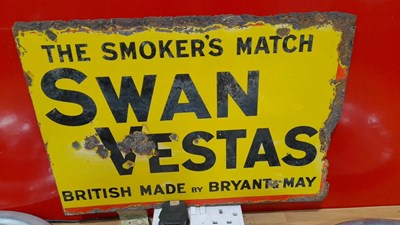 THE SMOKER'S MATCH
SWAN
VESTAS
BRITISH MADE BY BRYANT & MAY